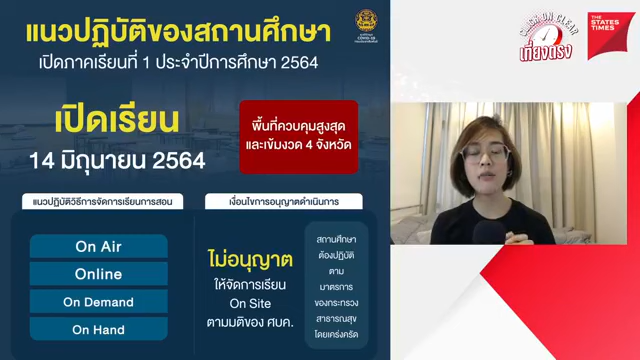 แนวปฏิบัติของสถานศึกษา
เปิดภาคเรียนที่ 1 ประจำปีการศึกษา 2564
เปิดเรียน
14 มิถุนายน 2564
พื้นที่ควบคุมสูงสุด
และเข้มงวด 4 จังหวัด
แนวปฏิบัติวิธีการจัดการเรียนการสอน
On Air
Online
On Demand
On Hand
เงื่อนไขการอนุญาตดำเนินการ
ไม่อนุญาต
ให้จัดการเรียน
On Site
ตามมติของ ศบค.
สถานศึกษา
ต้องปฏิบัติ
ตาม
มาตรการ
ของกระทรวง
สาธารณสุข
โดยเคร่งครัด
CLICK ON CLEAR
เที่ยงตรง
THE
STATES
TIMES